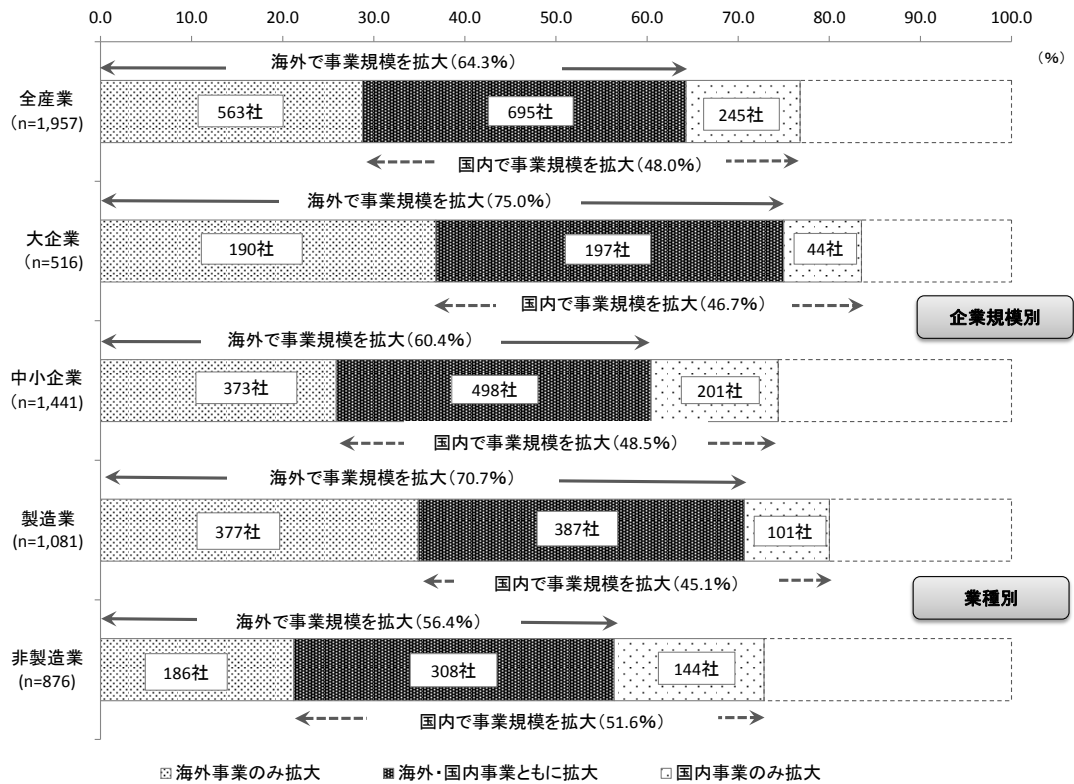 0.0 10.0 20.0 30.0 40.0 50.0 60.0 70.0 80.0 90.0 100.0
(%)
海外で事業規模を拡大(64.3%)
全産業
(n=1,957)
563社 695社 245社
国内で事業規模を拡大(48.0%)
海外で事業規模を拡大(75.0%)
大企業
(n=516)
190社 197社 44社
国内で事業規模を拡大(46.7%)
企業規模別
海外で事業規模を拡大(60.4%)
中小企業
(n=1,441)
373社 498社 201社
国内で事業規模を拡大(48.5%)
海外で事業規模を拡大(70.7%)
製造業
(n=1,081)
377社 387社 101社
国内で事業規模を拡大(45.1%)
業種別
海外で事業規模を拡大(56.4%)
非製造業
(n=876)
186社 308社 144社
国内で事業規模を拡大(51.6%)
海外事業のみ拡大 海外・国内事業ともに拡大 国内事業のみ拡大